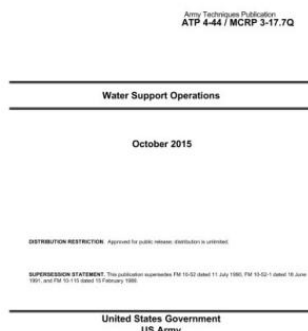 Army Techniques Publication
ATP 4-44 / MCRP 3-17.7Q
Water Support Operations
October 2015
DISTRIBUTION RESTRICTION. Approved for public release; distribution is unlimited.
SUPERSESSION STATEMENT. This publication supersedes FM 10-52 dated 11 July 1990, FM 10-52-1 dated 18 June
1991, and FM 10-115 dated 15 February 1989.
United States Government
US Army